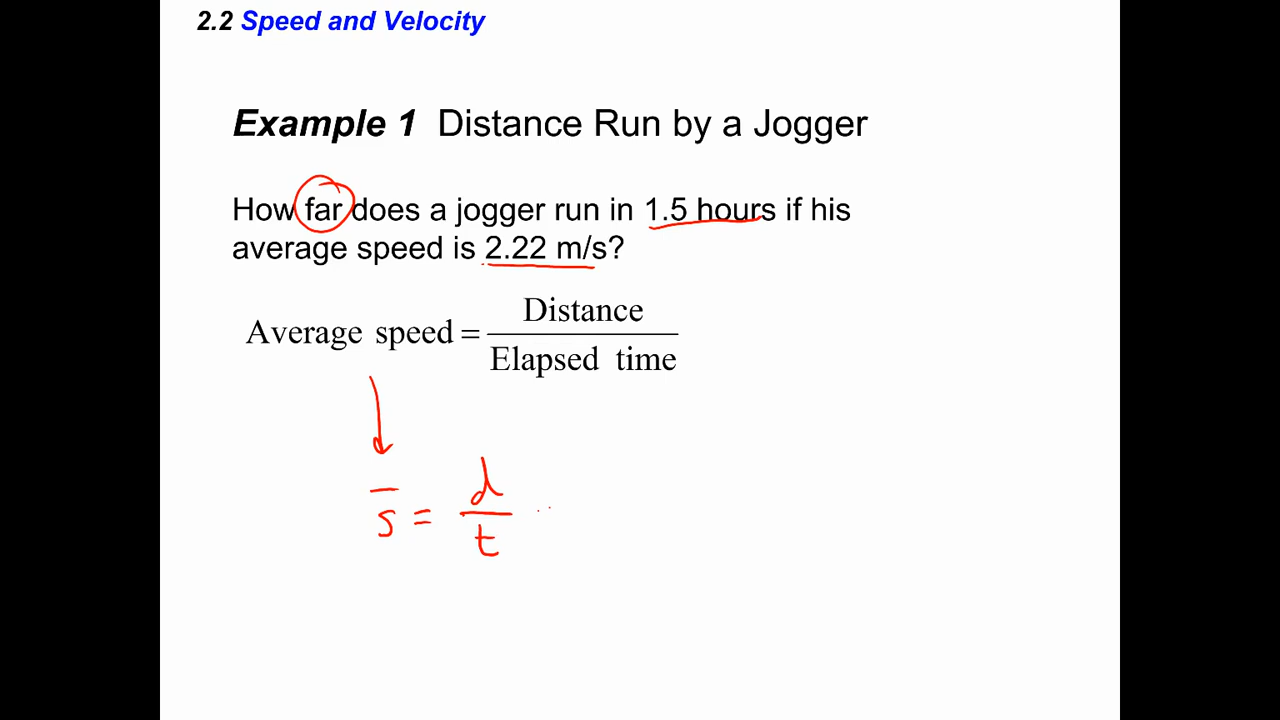 2.2 Speed and Velocity
Example 1 Distance Run by a Jogger
How far does a jogger run in 1.5 hours if his
average speed is 2.22 m/s?
Average speed = Distance / Elapsed time
s̅ = d / t